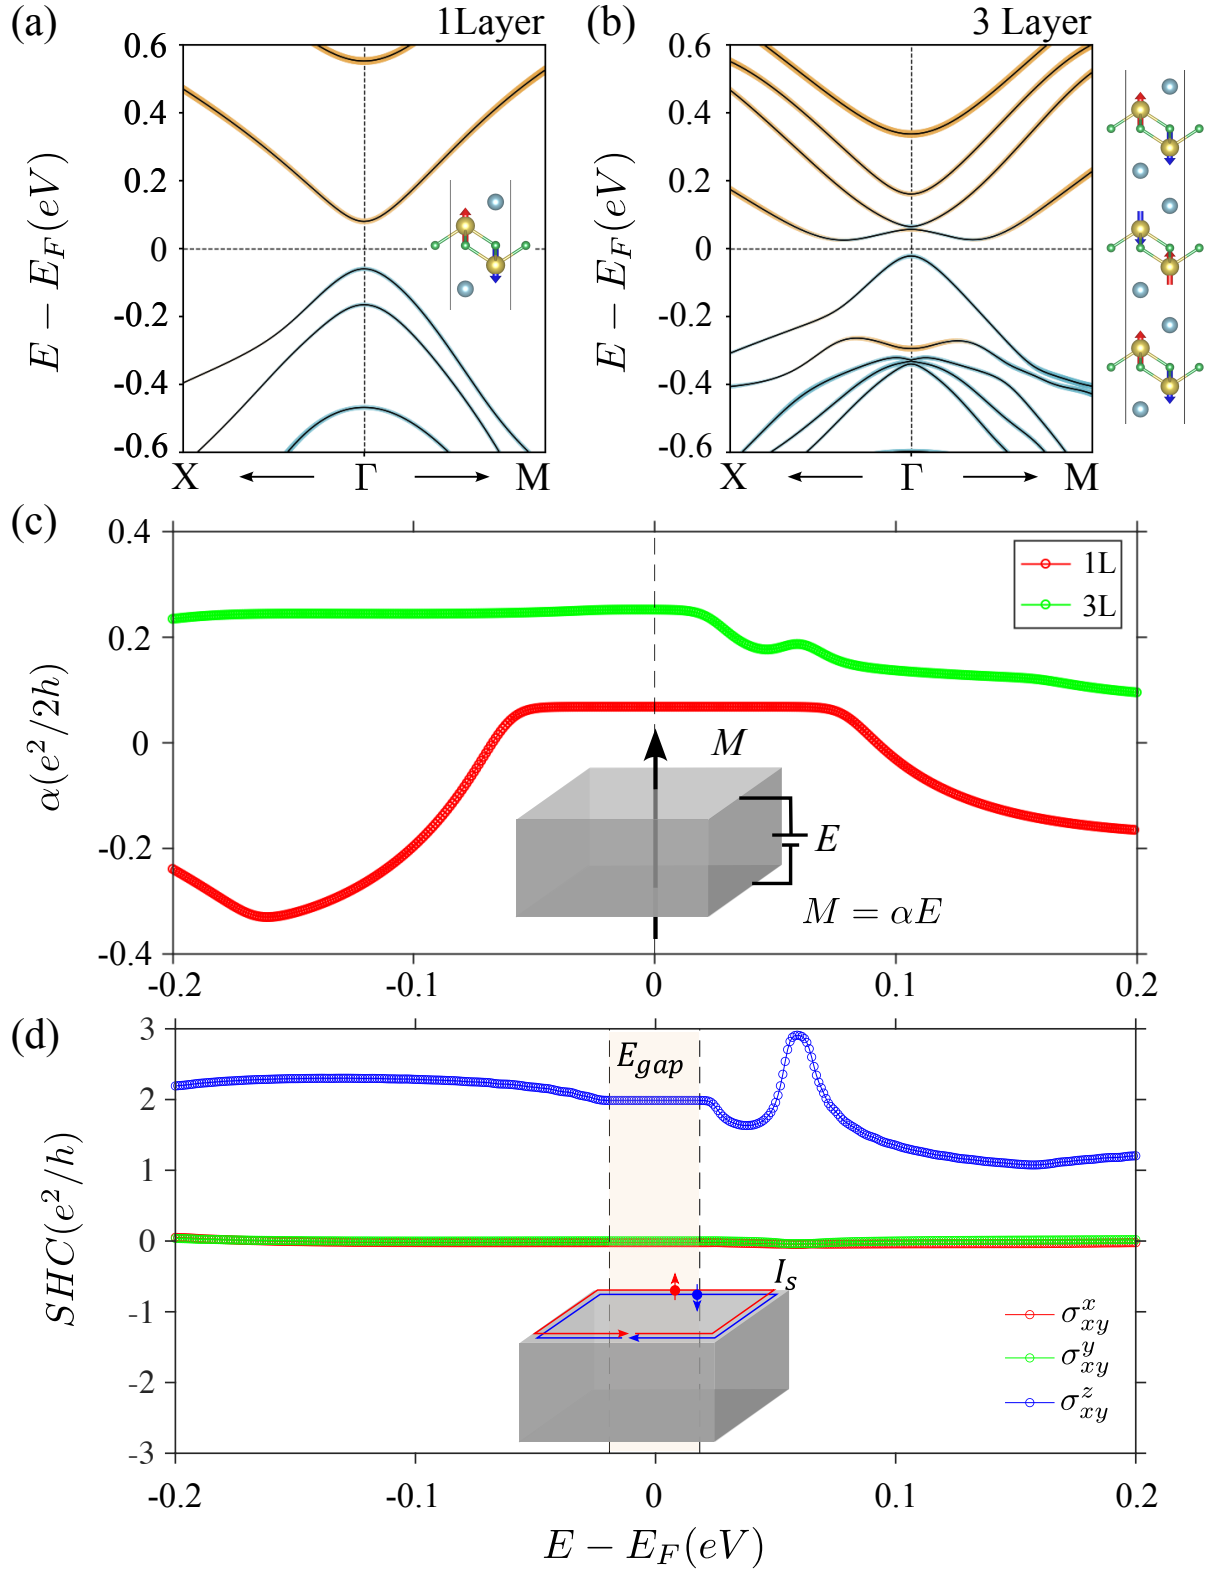 (a)
1Layer
(b)
3 Layer
0.6
0.4
0.2
0
-0.2
-0.4
-0.6
E − E_F(eV)
X
Γ
M
0.6
0.4
0.2
0
-0.2
-0.4
-0.6
E − E_F(eV)
X
Γ
M
(c)
0.4
0.2
0
-0.2
-0.4
α(e²/2h)
1L
3L
M
E
M = αE
-0.2
-0.1
0
0.1
0.2
(d)
3
2
1
0
-1
-2
-3
SHC(e²/h)
E_gap
I_s
σ^x_xy
σ^y_xy
σ^z_xy
-0.2
-0.1
0
0.1
0.2
E − E_F(eV)